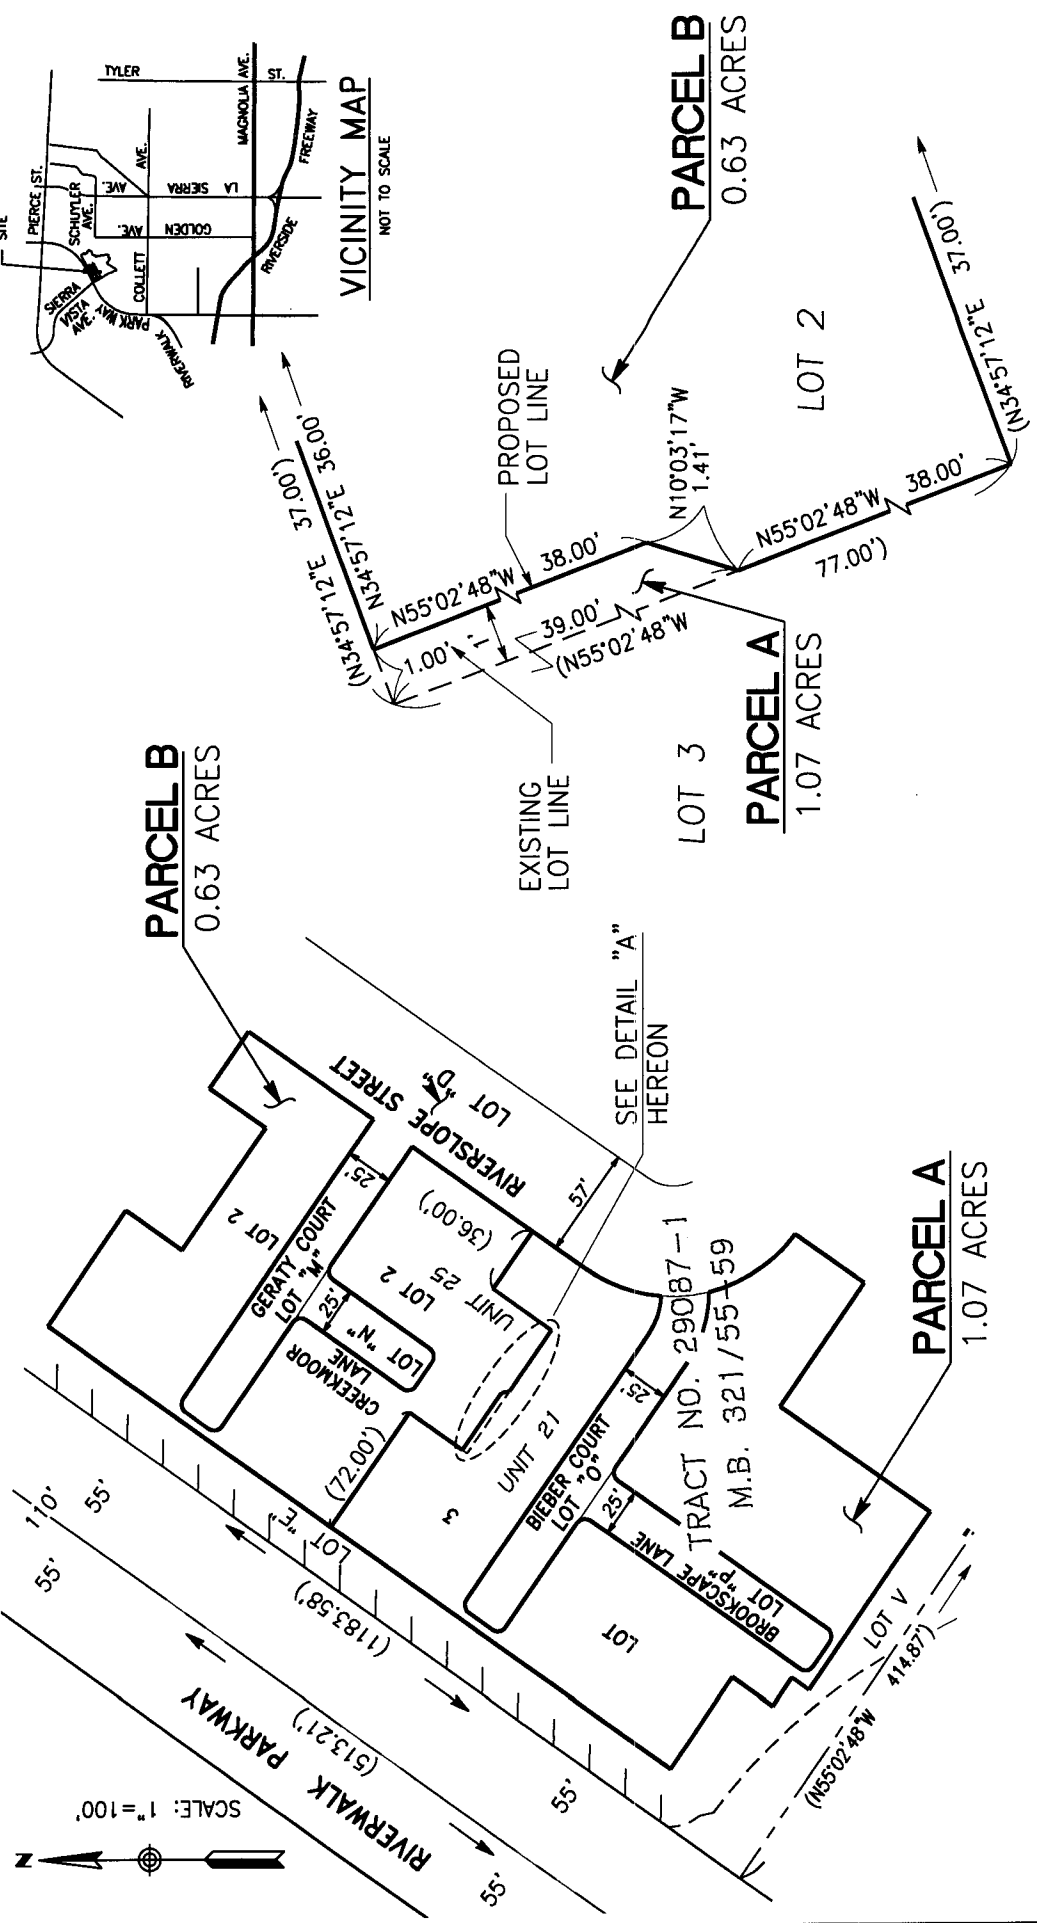 SITE
PIERCE ST.
SCHUYLER
AVE.
SIERRA
VISTA
AVE.
PARKWAY
RIVERWALK
COLLETT
AVE.
GOLDEN
AVE.
LA
SIERRA
AVE.
TYLER
ST.
MAGNOLIA AVE.
RIVERSIDE
FREEWAY
VICINITY MAP
NOT TO SCALE
PARCEL B
0.63 ACRES
(N34°57'12"E 37.00')
N34°57'12"E 36.00'
PROPOSED
LOT LINE
N10°03'17"W
1.41'
LOT 2
(N34°57'12"E 37.00')
N55°02'48"W 38.00'
1.00'
1'
39.00'
(N55°02'48"W
77.00')
N55°02'48"W 38.00'
EXISTING
LOT LINE
LOT 3
PARCEL A
1.07 ACRES
PARCEL B
0.63 ACRES
SEE DETAIL "A"
HEREON
RIVERSLOPE STREET
LOT "D"
57'
LOT 2
GERATY COURT
LOT "M"
25'
LOT 2
UNIT 25
(36.00')
25'
CREEKMOOR
LANE
LOT "N"
(72.00')
3
UNIT 21
BIEBER COURT
LOT "O"
25'
25'
TRACT NO. 29087-1
M.B. 321/55-59
BROOKSCAPE LANE
LOT "P"
LOT
PARCEL A
1.07 ACRES
LOT V
(N55°02'48"W 414.87')
LOT "E"
(1183.58')
(513.21')
RIVERWALK PARKWAY
110'
55'
55'
55'
55'
SCALE: 1"=100'
N